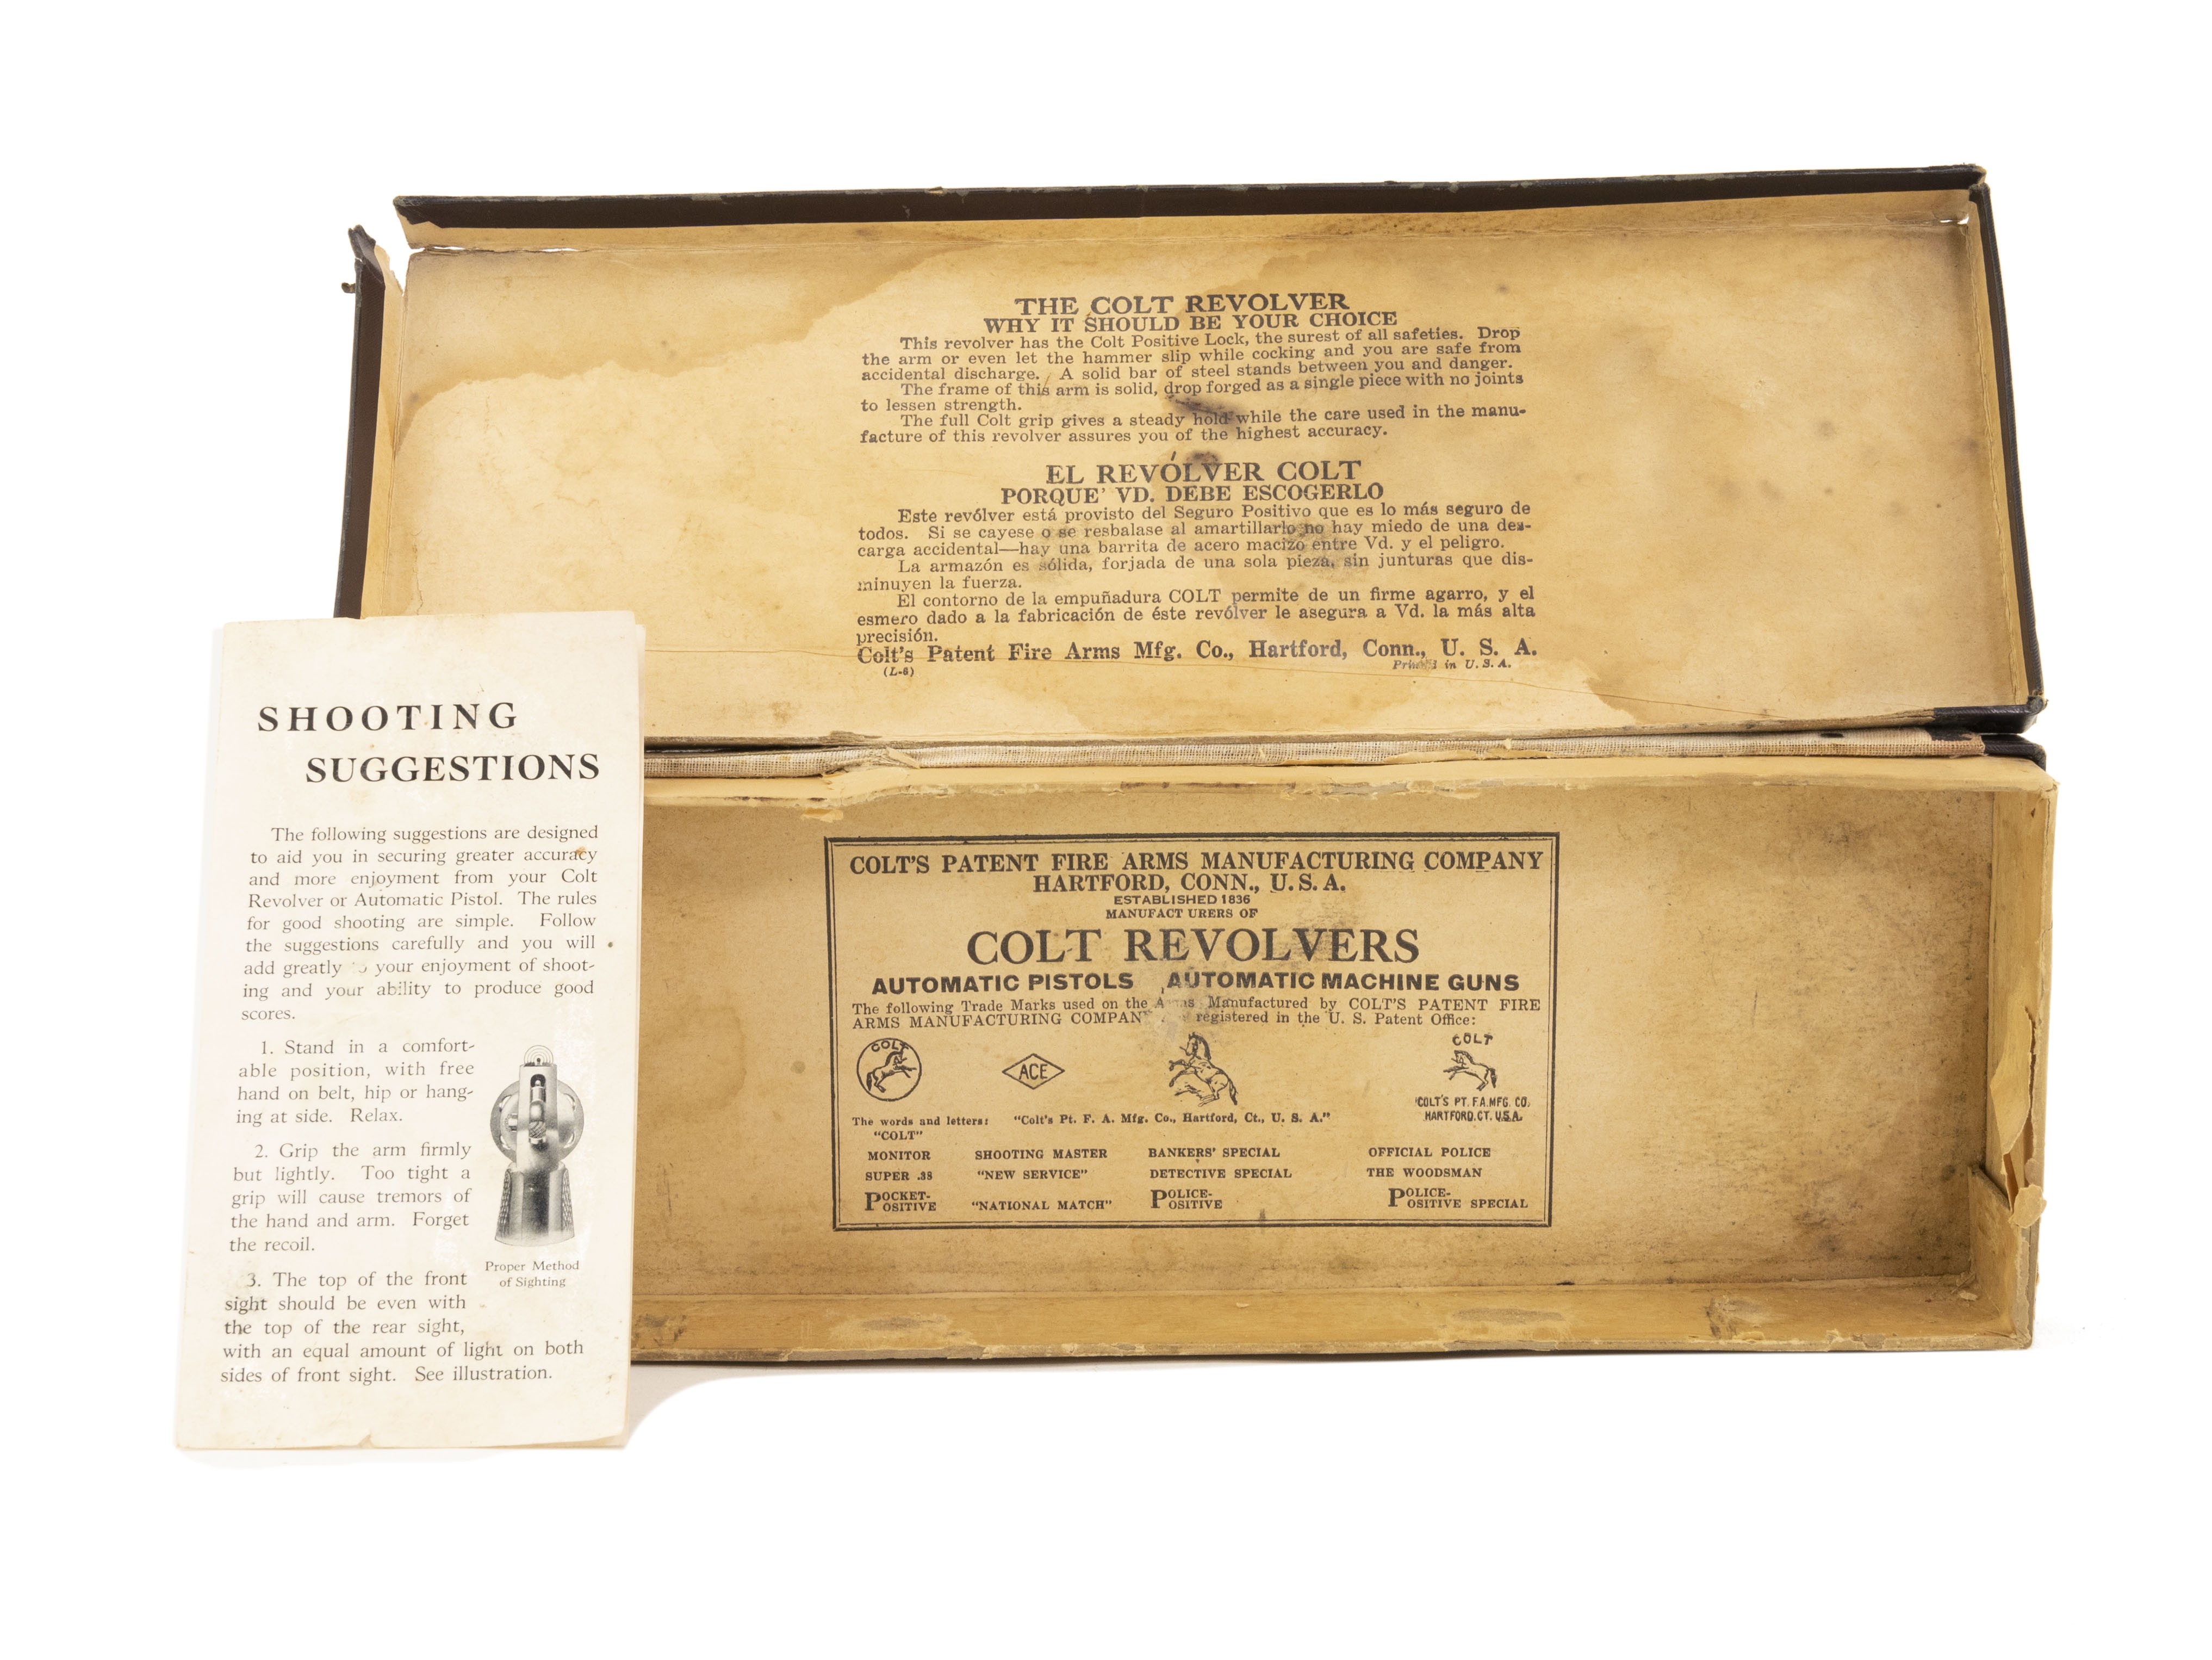 THE COLT REVOLVER
WHY IT SHOULD BE YOUR CHOICE
This revolver has the Colt Positive Lock, the surest of all safeties. Drop
the arm or even let the hammer slip while cocking and you are safe from
accidental discharge. A solid bar of steel stands between you and danger.
The frame of this arm is solid, drop forged as a single piece with no joints
to lessen strength.
The full Colt grip gives a steady hold while the care used in the manu-
facture of this revolver assures you of the highest accuracy.
EL REVÓLVER COLT
PORQUE' VD. DEBE ESCOGERLO
Este revólver está provisto del Seguro Positivo que es lo más seguro de
todos. Si se cayese o se resbalase al amartillarlo no hay miedo de una des-
carga accidental—hay una barrita de acero macizo entre Vd. y el peligro.
La armazón es sólida, forjada de una sola pieza, sin junturas que dis-
minuyen la fuerza.
El contorno de la empuñadura COLT permite de un firme agarro, y el
esmero dado a la fabricación de éste revólver le asegura a Vd. la más alta
precisión.
Colt's Patent Fire Arms Mfg. Co., Hartford, Conn., U. S. A.
(L-6) Printed in U. S. A.
SHOOTING
SUGGESTIONS
The following suggestions are designed
to aid you in securing greater accuracy
and more enjoyment from your Colt
Revolver or Automatic Pistol. The rules
for good shooting are simple. Follow
the suggestions carefully and you will
add greatly your enjoyment of shoot-
ing and your ability to produce good
scores.
1. Stand in a comfort-
able position, with free
hand on belt, hip or hang-
ing at side. Relax.
2. Grip the arm firmly
but lightly. Too tight a
grip will cause tremors of
the hand and arm. Forget
the recoil.
3. The top of the front
sight should be even with
the top of the rear sight,
with an equal amount of light on both
sides of front sight. See illustration.
Proper Method
of Sighting
COLT'S PATENT FIRE ARMS MANUFACTURING COMPANY
HARTFORD, CONN., U. S. A.
ESTABLISHED 1836
MANUFACT URERS OF
COLT REVOLVERS
AUTOMATIC PISTOLS AUTOMATIC MACHINE GUNS
The following Trade Marks used on the Arms Manufactured by COLT'S PATENT FIRE
ARMS MANUFACTURING COMPANY registered in the U. S. Patent Office:
COLT
ACE
COLT
COLT'S PT. F.A. MFG. CO.
HARTFORD. CT. U.S.A.
The words and letters: "Colt's Pt. F. A. Mfg. Co., Hartford, Ct., U. S. A."
"COLT"
MONITOR SHOOTING MASTER BANKERS' SPECIAL OFFICIAL POLICE
SUPER .38 "NEW SERVICE" DETECTIVE SPECIAL THE WOODSMAN
POCKET-POSITIVE "NATIONAL MATCH" POLICE-POSITIVE POLICE-POSITIVE SPECIAL